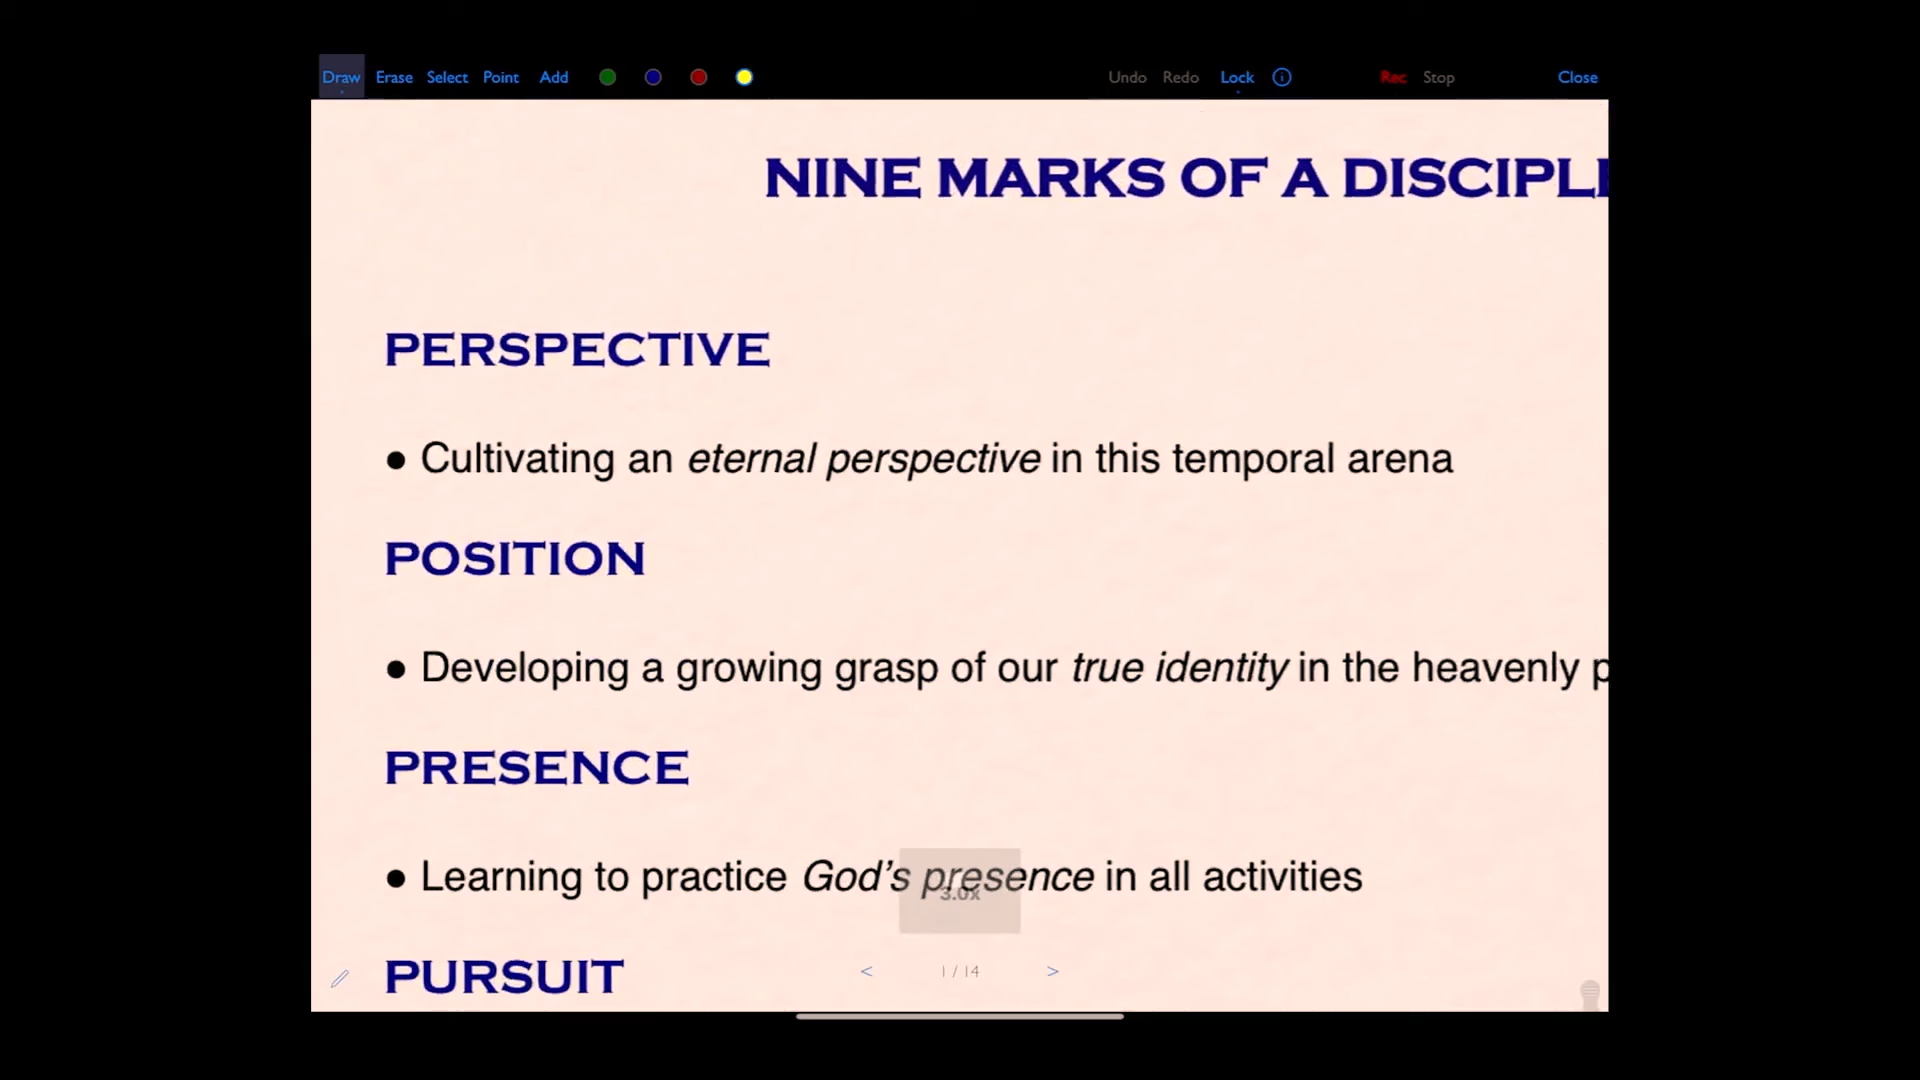 Draw Erase Select Point Add Undo Redo Lock Rec Stop Close
NINE MARKS OF A DISCIPL
PERSPECTIVE
● Cultivating an eternal perspective in this temporal arena
POSITION
● Developing a growing grasp of our true identity in the heavenly p
PRESENCE
● Learning to practice God’s presence in all activities
3.0x
PURSUIT
< 1 / 14 >